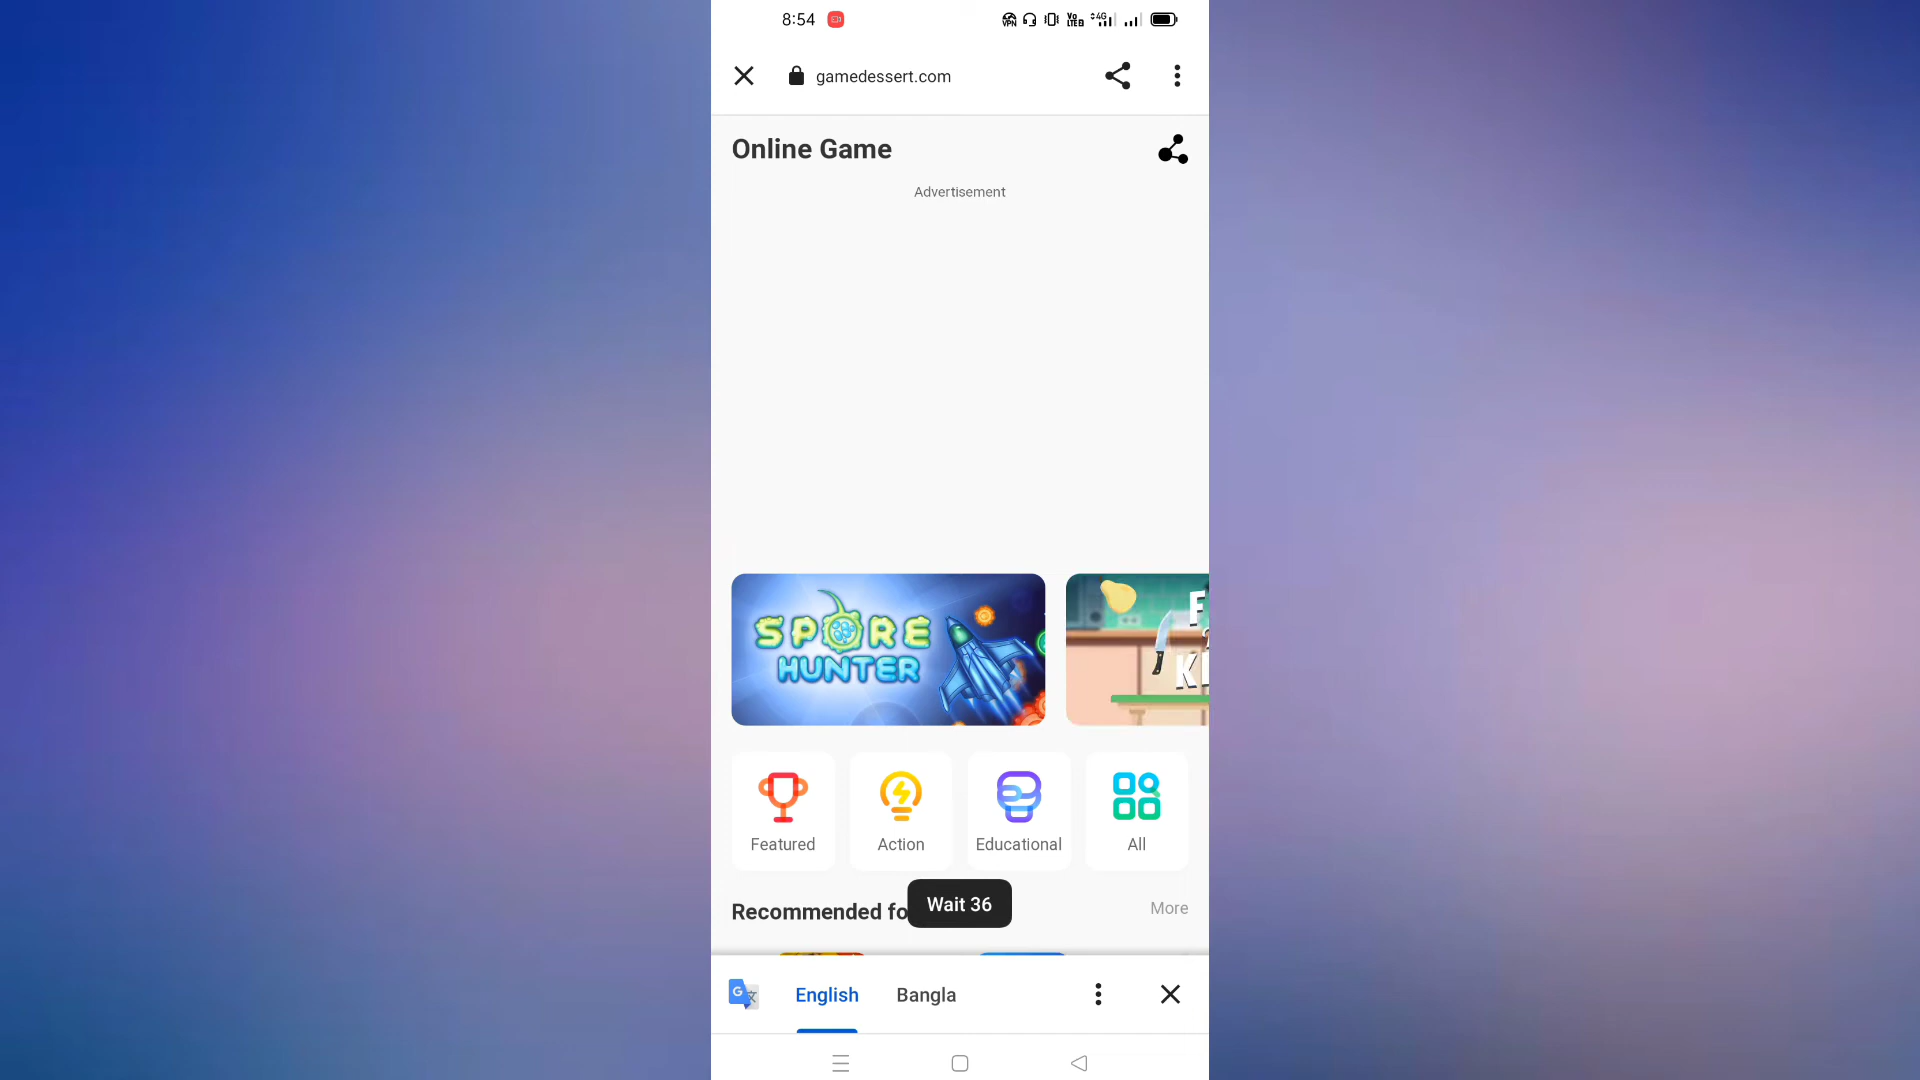 8:54
gamedessert.com
Online Game
Advertisement
SPORE
HUNTER
Featured
Action
Educational
All
Recommended fo
More
Wait 36
English
Bangla